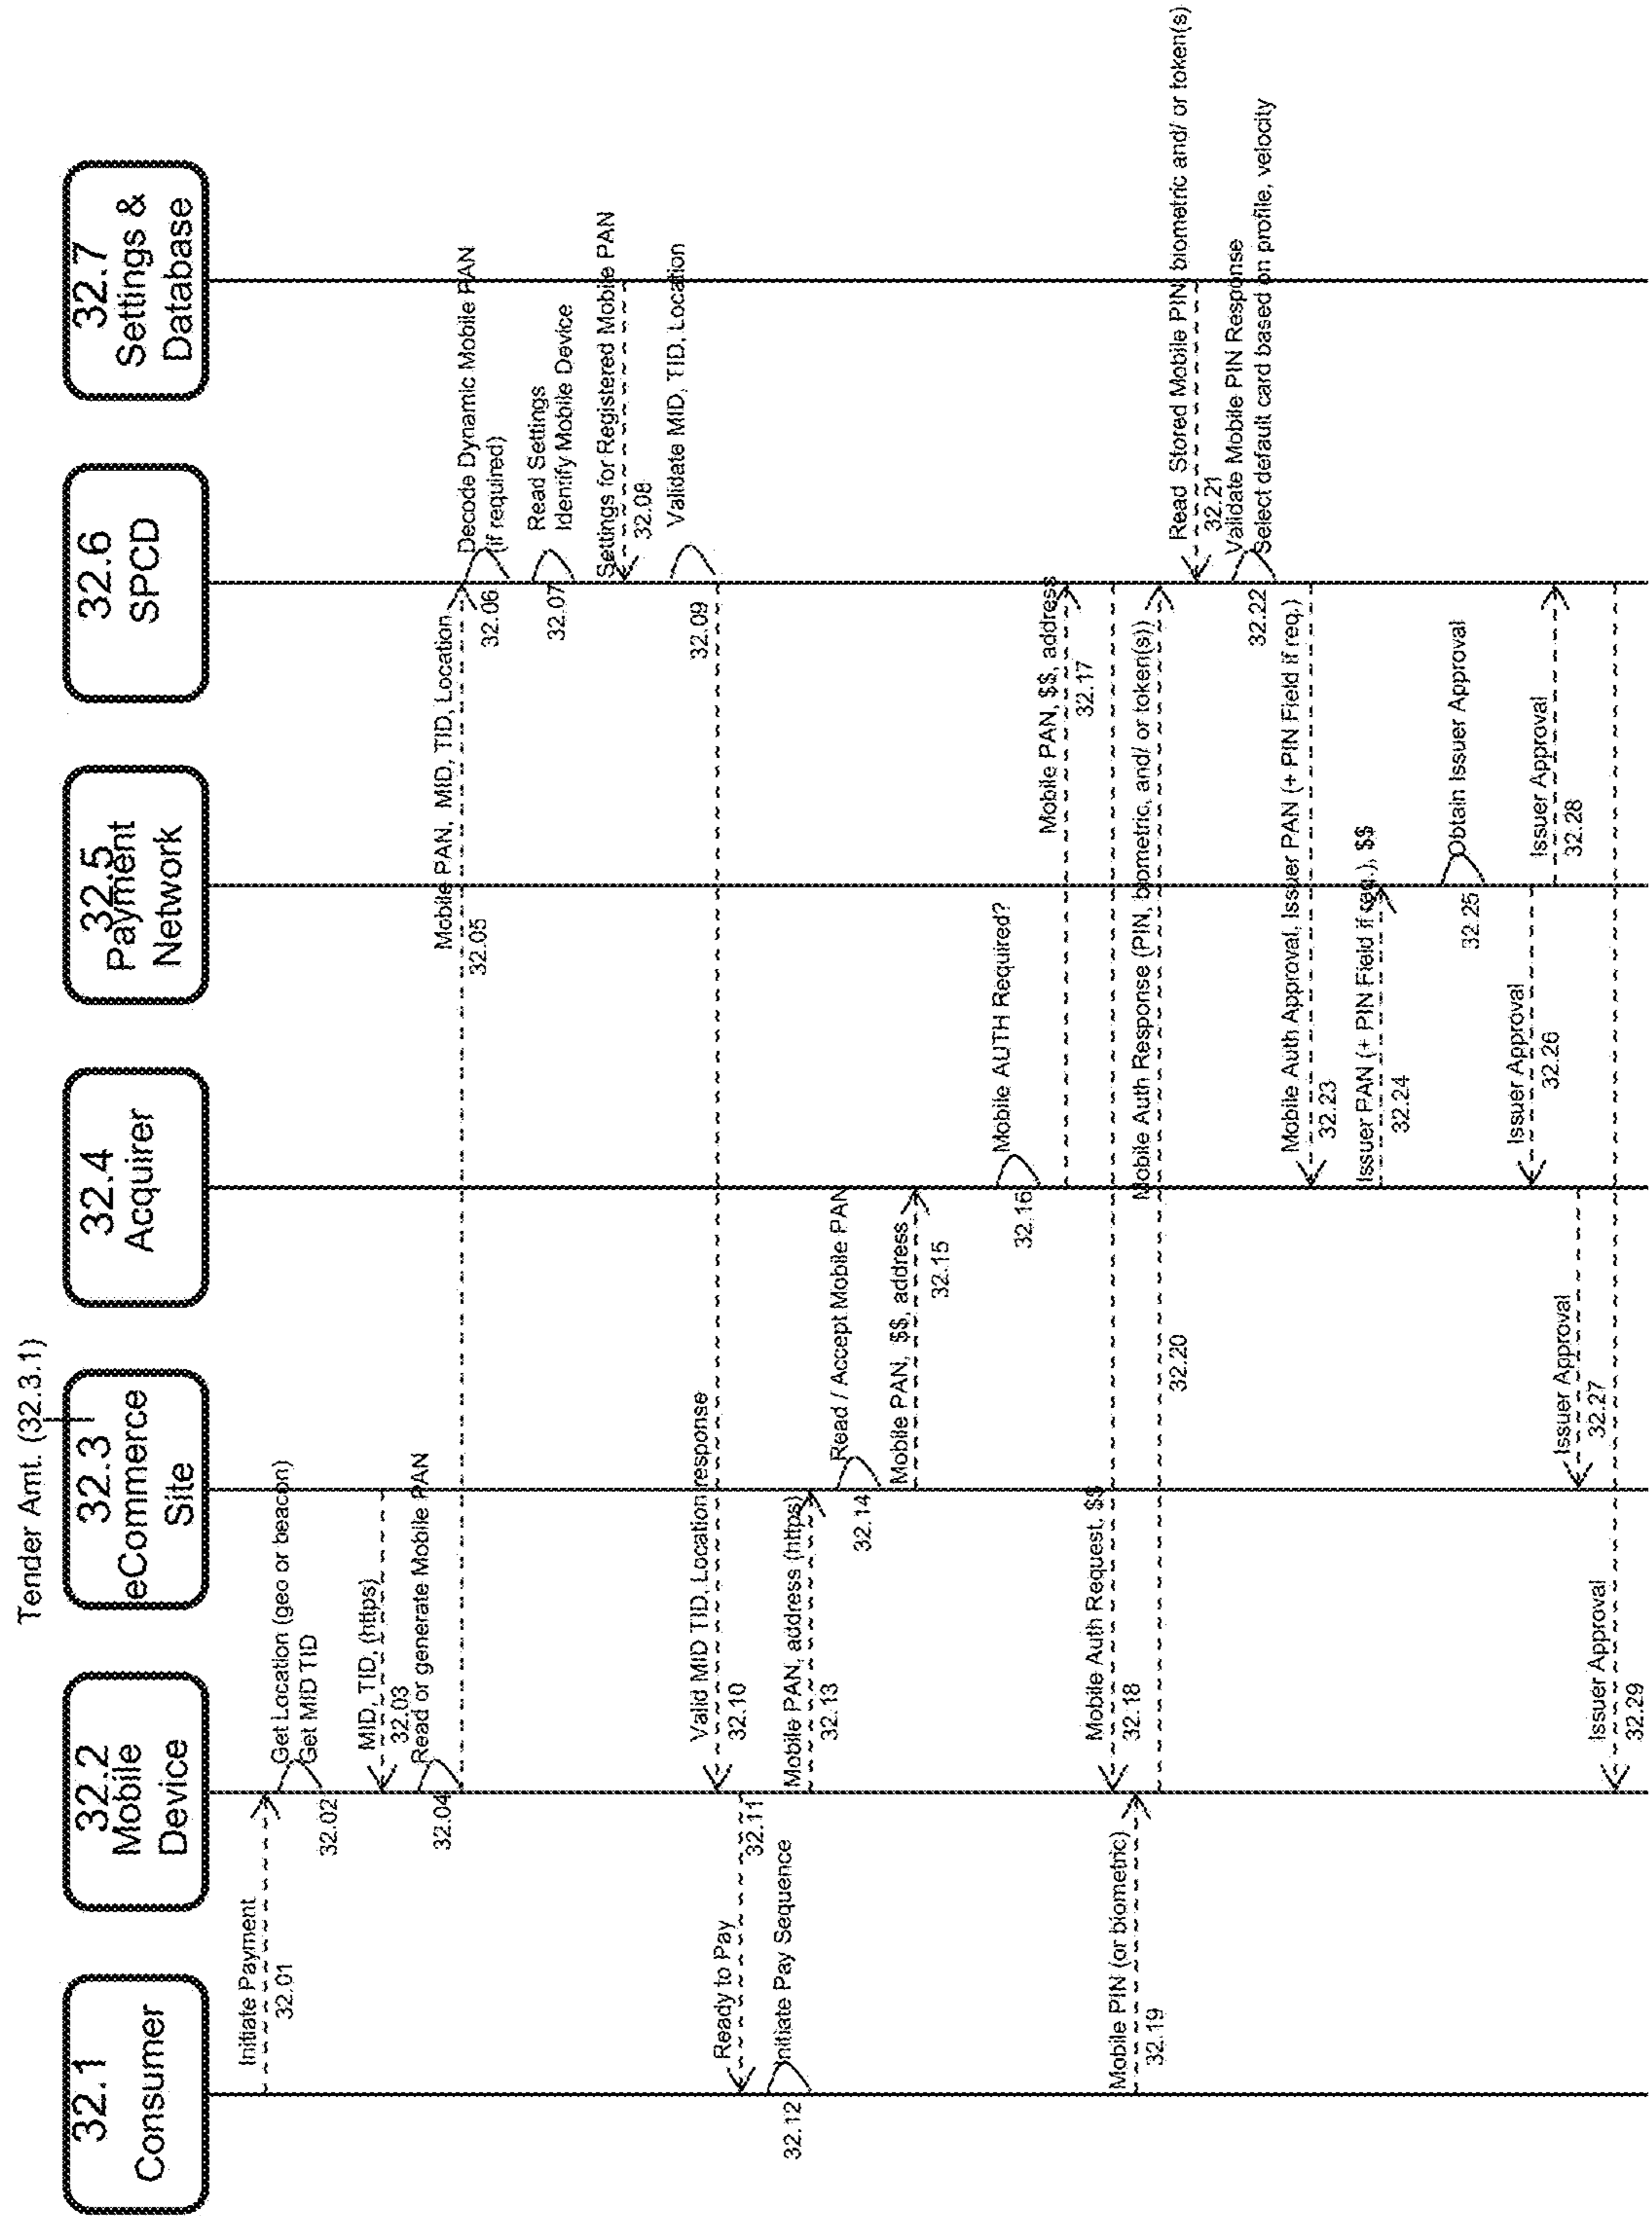 Tender Amt. (32.3.1)
32.1
Consumer
32.2
Mobile
Device
32.3
eCommerce
Site
32.4
Acquirer
32.5
Payment
Network
32.6
SPCD
32.7
Settings &
Database
Initiate Payment
32.01
Get Location (geo or beacon)
Get MID TID
32.02
MID, TID, (https)
32.03
Read or generate Mobile PAN
32.04
Mobile PAN, MID, TID, Location
32.05
Decode Dynamic Mobile PAN
(if required)
32.06
Read Settings
Identify Mobile Device
32.07
Settings for Registered Mobile PAN
32.08
Validate MID, TID, Location
32.09
Valid MID TID, Location response
32.10
Ready to Pay
32.11
Initiate Pay Sequence
32.12
Mobile PAN, address (https)
32.13
Read / Accept Mobile PAN
32.14
Mobile PAN, $$, address
32.15
Mobile AUTH Required?
32.16
Mobile PAN, $$, address
32.17
Mobile Auth Request, $$
32.18
Mobile PIN (or biometric)
32.19
Mobile Auth Response (PIN, biometric, and/ or token(s))
32.20
Read Stored Mobile PIN, biometric and/ or token(s)
32.21
Validate Mobile PIN Response
Select default card based on profile, velocity
32.22
Mobile Auth Approval, Issuer PAN (+ PIN Field if req.)
32.23
Issuer PAN (+ PIN Field if req.), $$
32.24
Obtain Issuer Approval
32.25
Issuer Approval
32.26
Issuer Approval
32.27
Issuer Approval
32.28
Issuer Approval
32.29